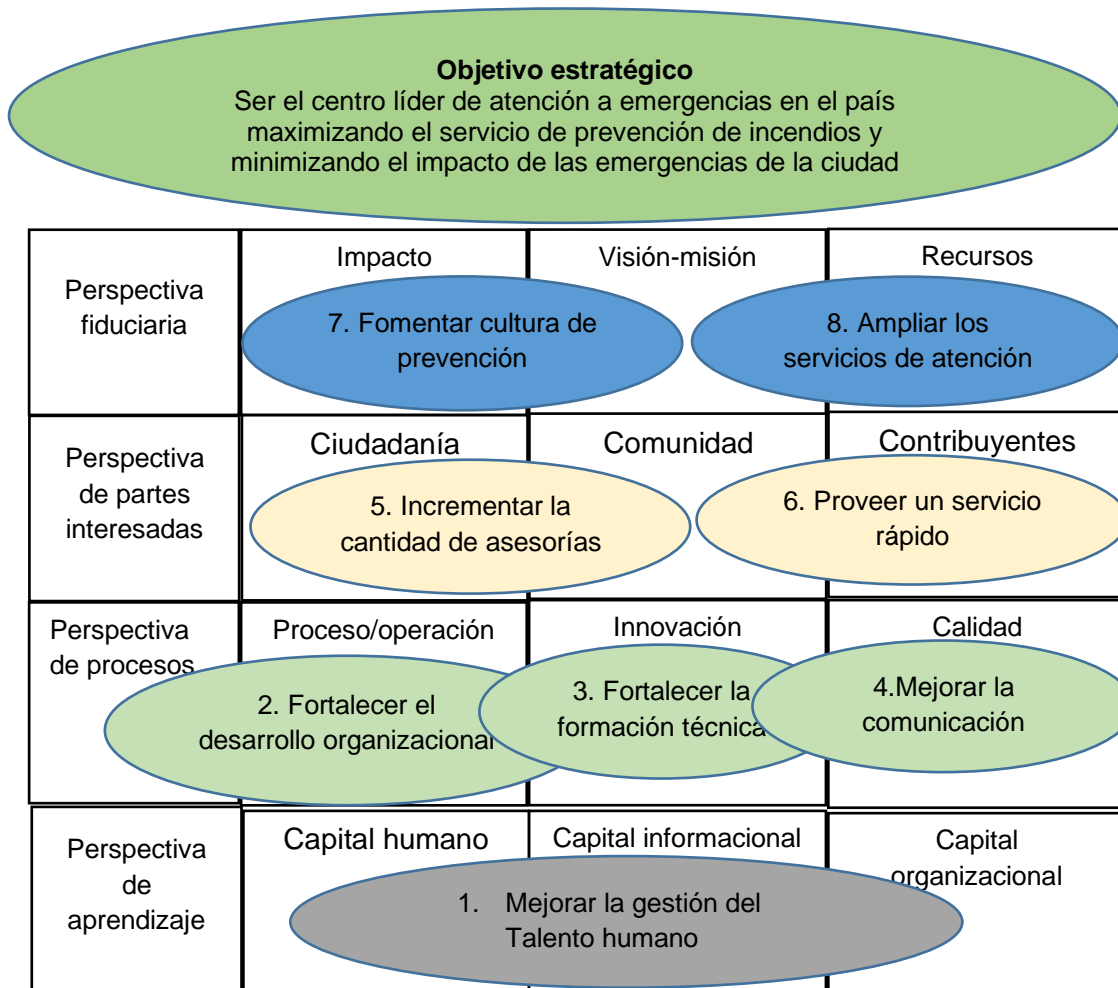 Objetivo estratégico
Ser el centro líder de atención a emergencias en el país
maximizando el servicio de prevención de incendios y
minimizando el impacto de las emergencias de la ciudad
Perspectiva
fiduciaria
Impacto
Visión-misión
Recursos
7. Fomentar cultura de
prevención
8. Ampliar los
servicios de atención
Perspectiva
de partes
interesadas
Ciudadanía
Comunidad
Contribuyentes
5. Incrementar la
cantidad de asesorías
6. Proveer un servicio
rápido
Perspectiva
de procesos
Proceso/operación
Innovación
Calidad
2. Fortalecer el
desarrollo organizacional
3. Fortalecer la
formación técnica
4.Mejorar la
comunicación
Perspectiva
de
aprendizaje
Capital humano
Capital informacional
Capital
organizacional
1. Mejorar la gestión del
Talento humano